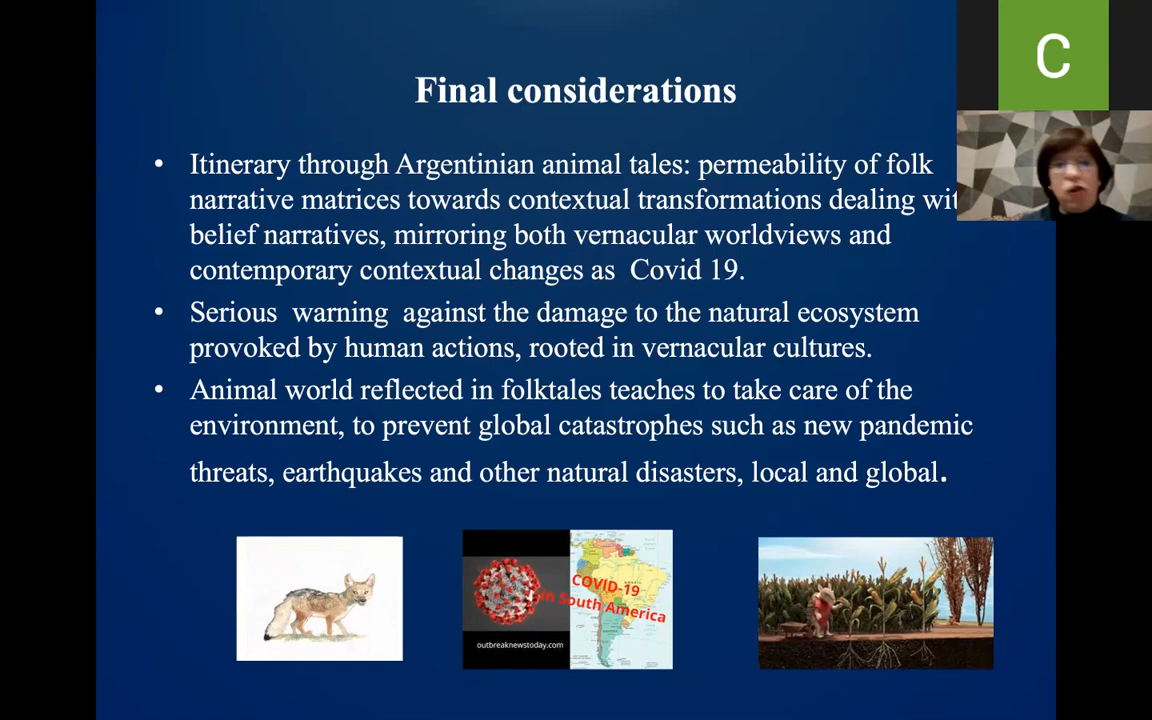 Final considerations
C
• Itinerary through Argentinian animal tales: permeability of folk
narrative matrices towards contextual transformations dealing wit
belief narratives, mirroring both vernacular worldviews and
contemporary contextual changes as Covid 19.
• Serious warning against the damage to the natural ecosystem
provoked by human actions, rooted in vernacular cultures.
• Animal world reflected in folktales teaches to take care of the
environment, to prevent global catastrophes such as new pandemic
threats, earthquakes and other natural disasters, local and global.
COVID-19
in South America
outbreaknewstoday.com